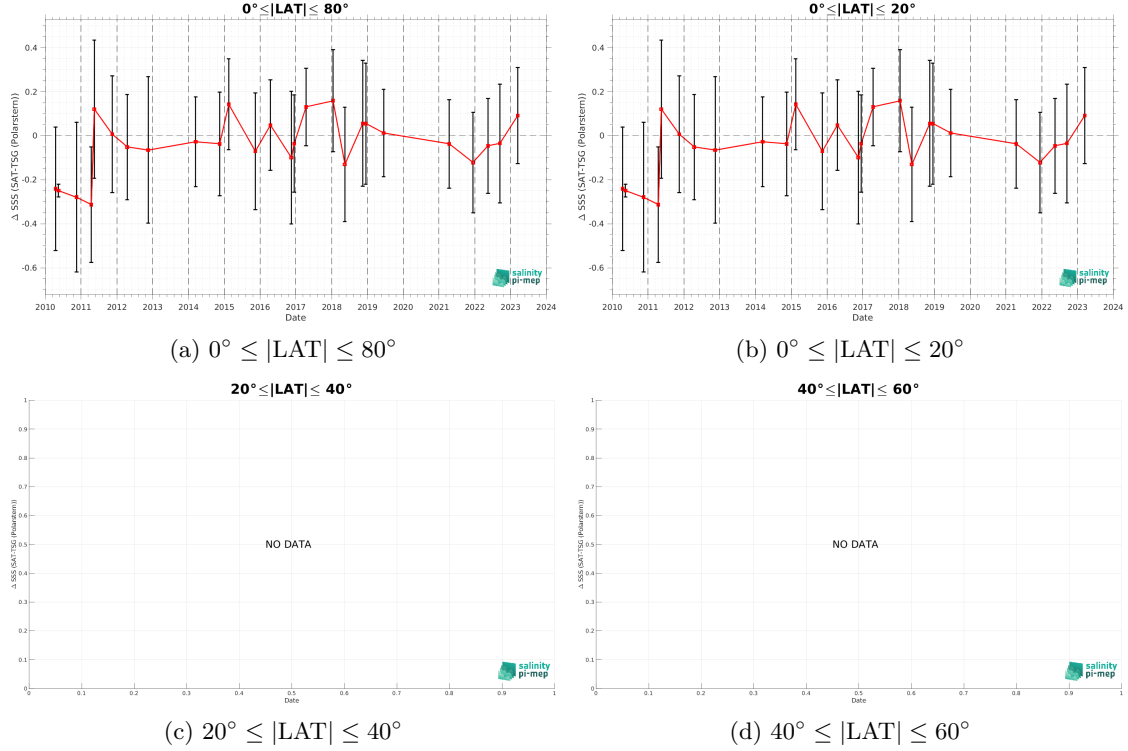 0°≤|LAT|≤ 80°
Δ SSS (SAT-TSG (Polarstern))
0.4
0.2
0
-0.2
-0.4
-0.6
2010 2011 2012 2013 2014 2015 2016 2017 2018 2019 2020 2021 2022 2023 2024
Date
salinity
pi-mep
(a) 0° ≤ |LAT| ≤ 80°
0°≤|LAT|≤ 20°
Δ SSS (SAT-TSG (Polarstern))
0.4
0.2
0
-0.2
-0.4
-0.6
2010 2011 2012 2013 2014 2015 2016 2017 2018 2019 2020 2021 2022 2023 2024
Date
salinity
pi-mep
(b) 0° ≤ |LAT| ≤ 20°
20°≤|LAT|≤ 40°
Δ SSS (SAT-TSG (Polarstern))
1
0.9
0.8
0.7
0.6
0.5
0.4
0.3
0.2
0.1
0
NO DATA
0 0.1 0.2 0.3 0.4 0.5 0.6 0.7 0.8 0.9 1
Date
salinity
pi-mep
(c) 20° ≤ |LAT| ≤ 40°
40°≤|LAT|≤ 60°
Δ SSS (SAT-TSG (Polarstern))
1
0.9
0.8
0.7
0.6
0.5
0.4
0.3
0.2
0.1
0
NO DATA
0 0.1 0.2 0.3 0.4 0.5 0.6 0.7 0.8 0.9 1
Date
salinity
pi-mep
(d) 40° ≤ |LAT| ≤ 60°